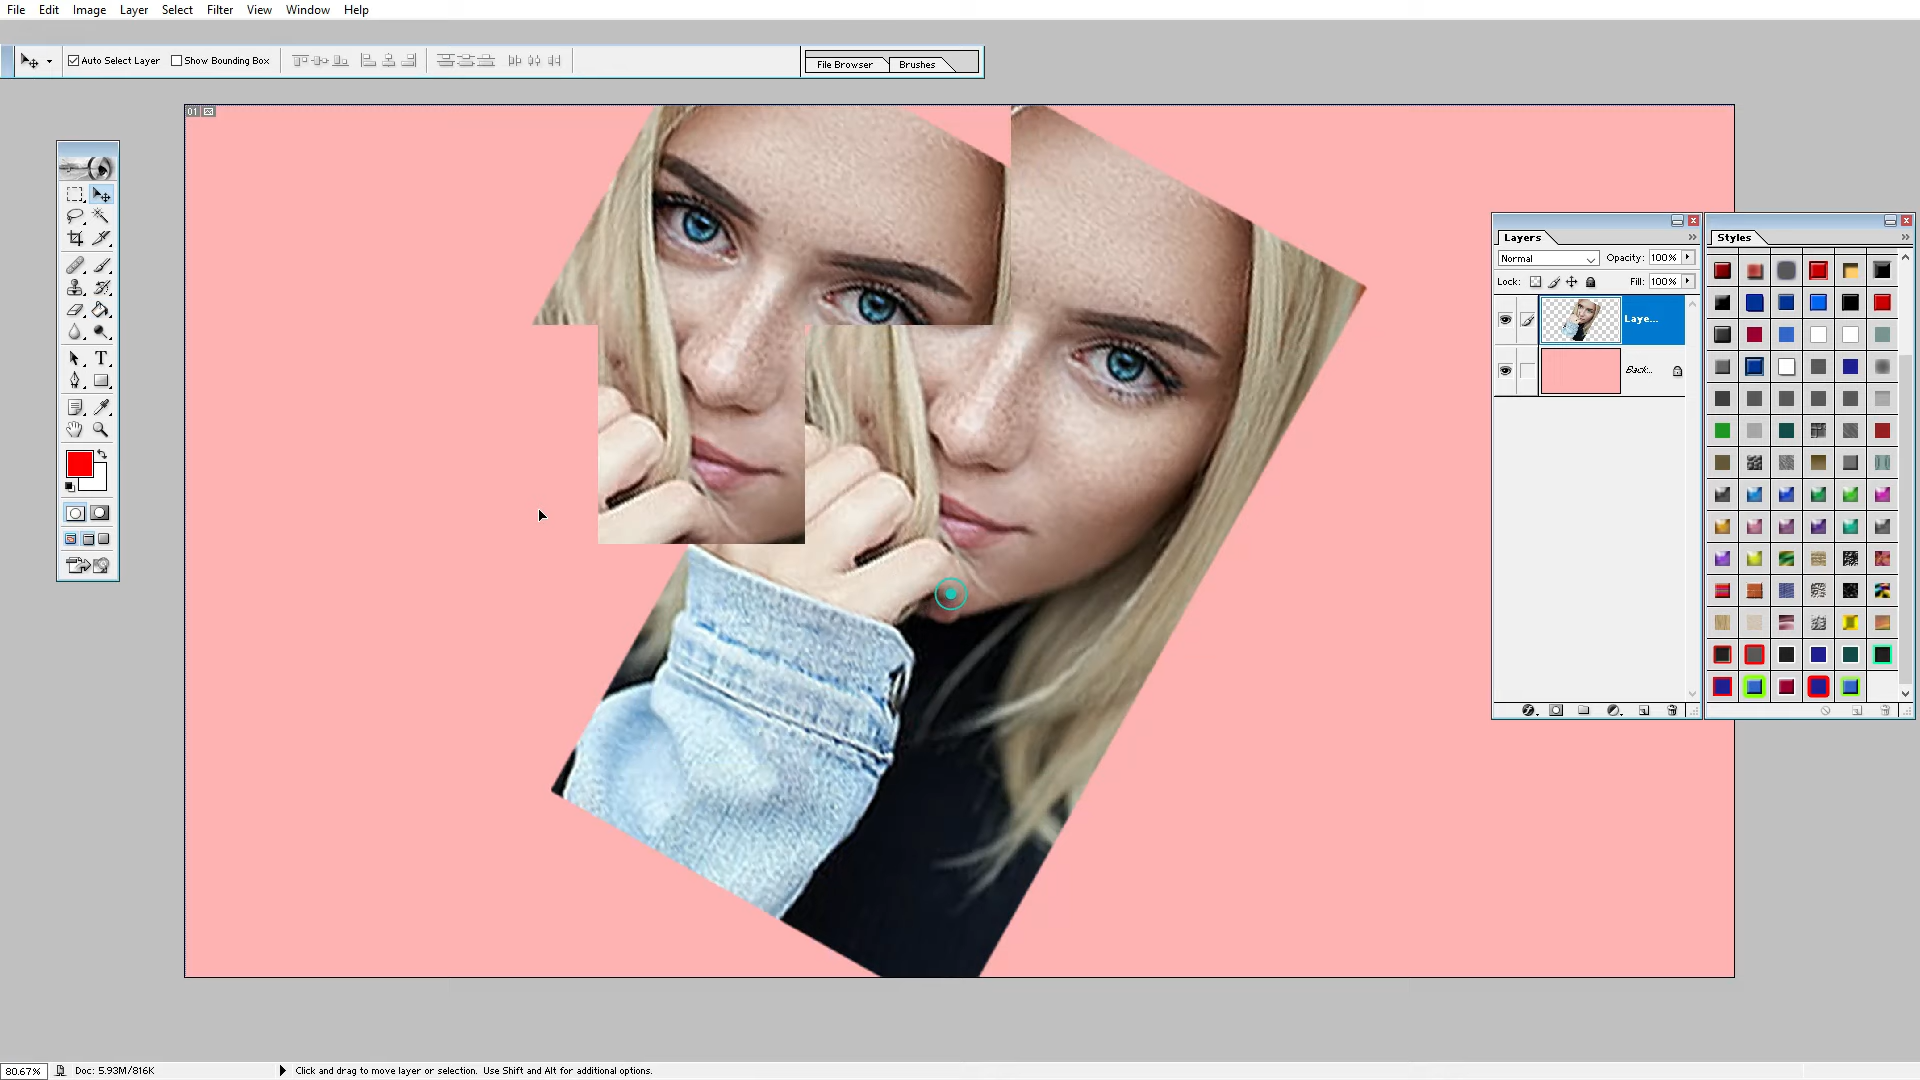 File Edit Image Layer Select Filter View Window Help
Auto Select Layer Show Bounding Box File Browser Brushes
01
Layers
Normal Opacity: 100%
Lock: Fill: 100%
Laye...
Back...
Styles
T
80.67% Doc: 5.93M/816K Click and drag to move layer or selection. Use Shift and Alt for additional options.